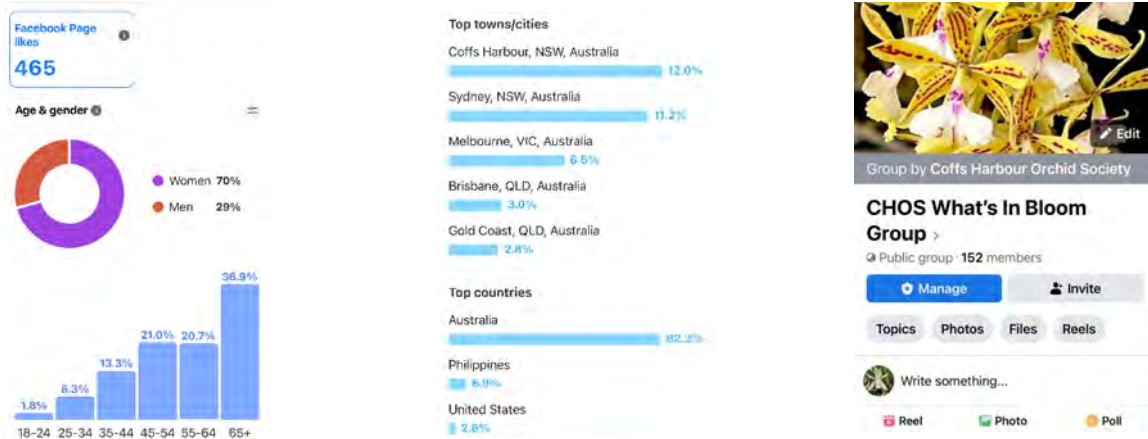 Facebook Page
likes
465
Age & gender
Women 70%
Men 29%
36.9%
21.0% 20.7%
13.3%
6.3%
1.8%
18-24 25-34 35-44 45-54 55-64 65+
Top towns/cities
Coffs Harbour, NSW, Australia
12.0%
Sydney, NSW, Australia
11.2%
Melbourne, VIC, Australia
6.5%
Brisbane, QLD, Australia
3.0%
Gold Coast, QLD, Australia
2.8%
Top countries
Australia
Philippines
6.9%
United States
Edit
Group by Coffs Harbour Orchid Society
CHOS What's In Bloom
Group >
Public group · 152 members
Manage
Invite
Topics Photos Files Reels
Write something...
Reel Photo Poll